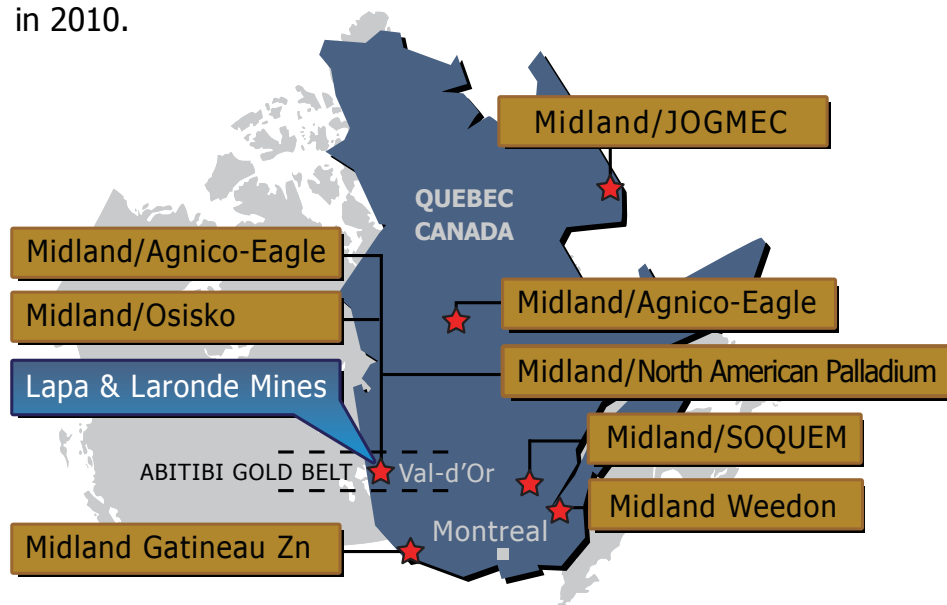 in 2010.
Midland/JOGMEC
QUEBEC
CANADA
Midland/Agnico-Eagle
Midland/Osisko
Midland/Agnico-Eagle
Lapa & Laronde Mines
Midland/North American Palladium
Midland/SOQUEM
ABITIBI GOLD BELT
Val-d'Or
Midland Weedon
Montreal
Midland Gatineau Zn